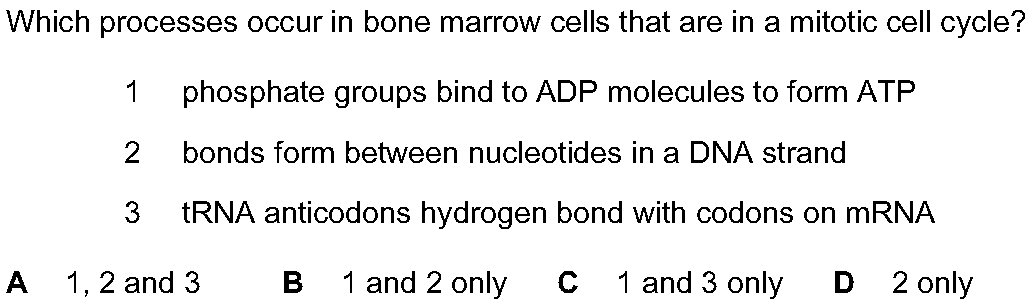 Which processes occur in bone marrow cells that are in a mitotic cell cycle?
1 phosphate groups bind to ADP molecules to form ATP
2 bonds form between nucleotides in a DNA strand
3 tRNA anticodons hydrogen bond with codons on mRNA
A 1, 2 and 3 B 1 and 2 only C 1 and 3 only D 2 only